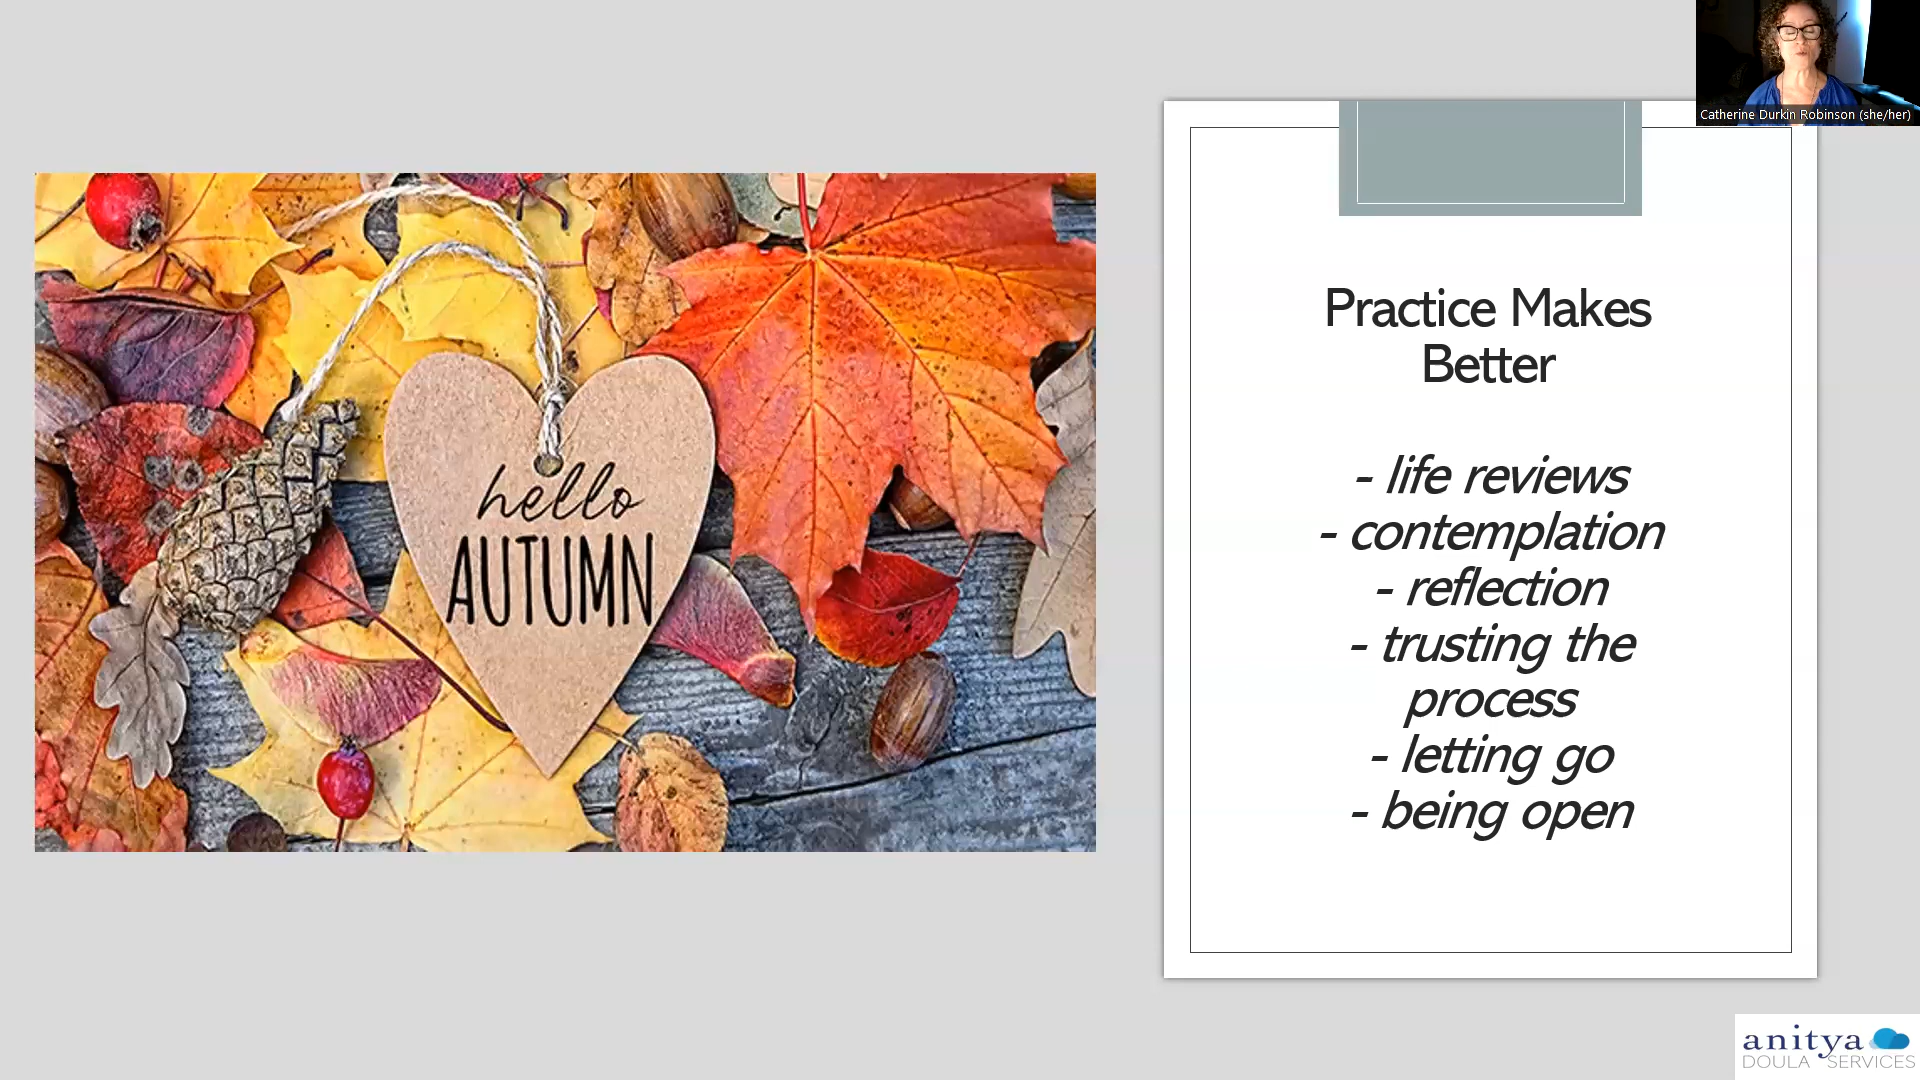 Catherine Durkin Robinson (she/her)
hello
AUTUMN
Practice Makes
Better
- life reviews
- contemplation
- reflection
- trusting the
process
- letting go
- being open
anitya
DOULA SERVICES